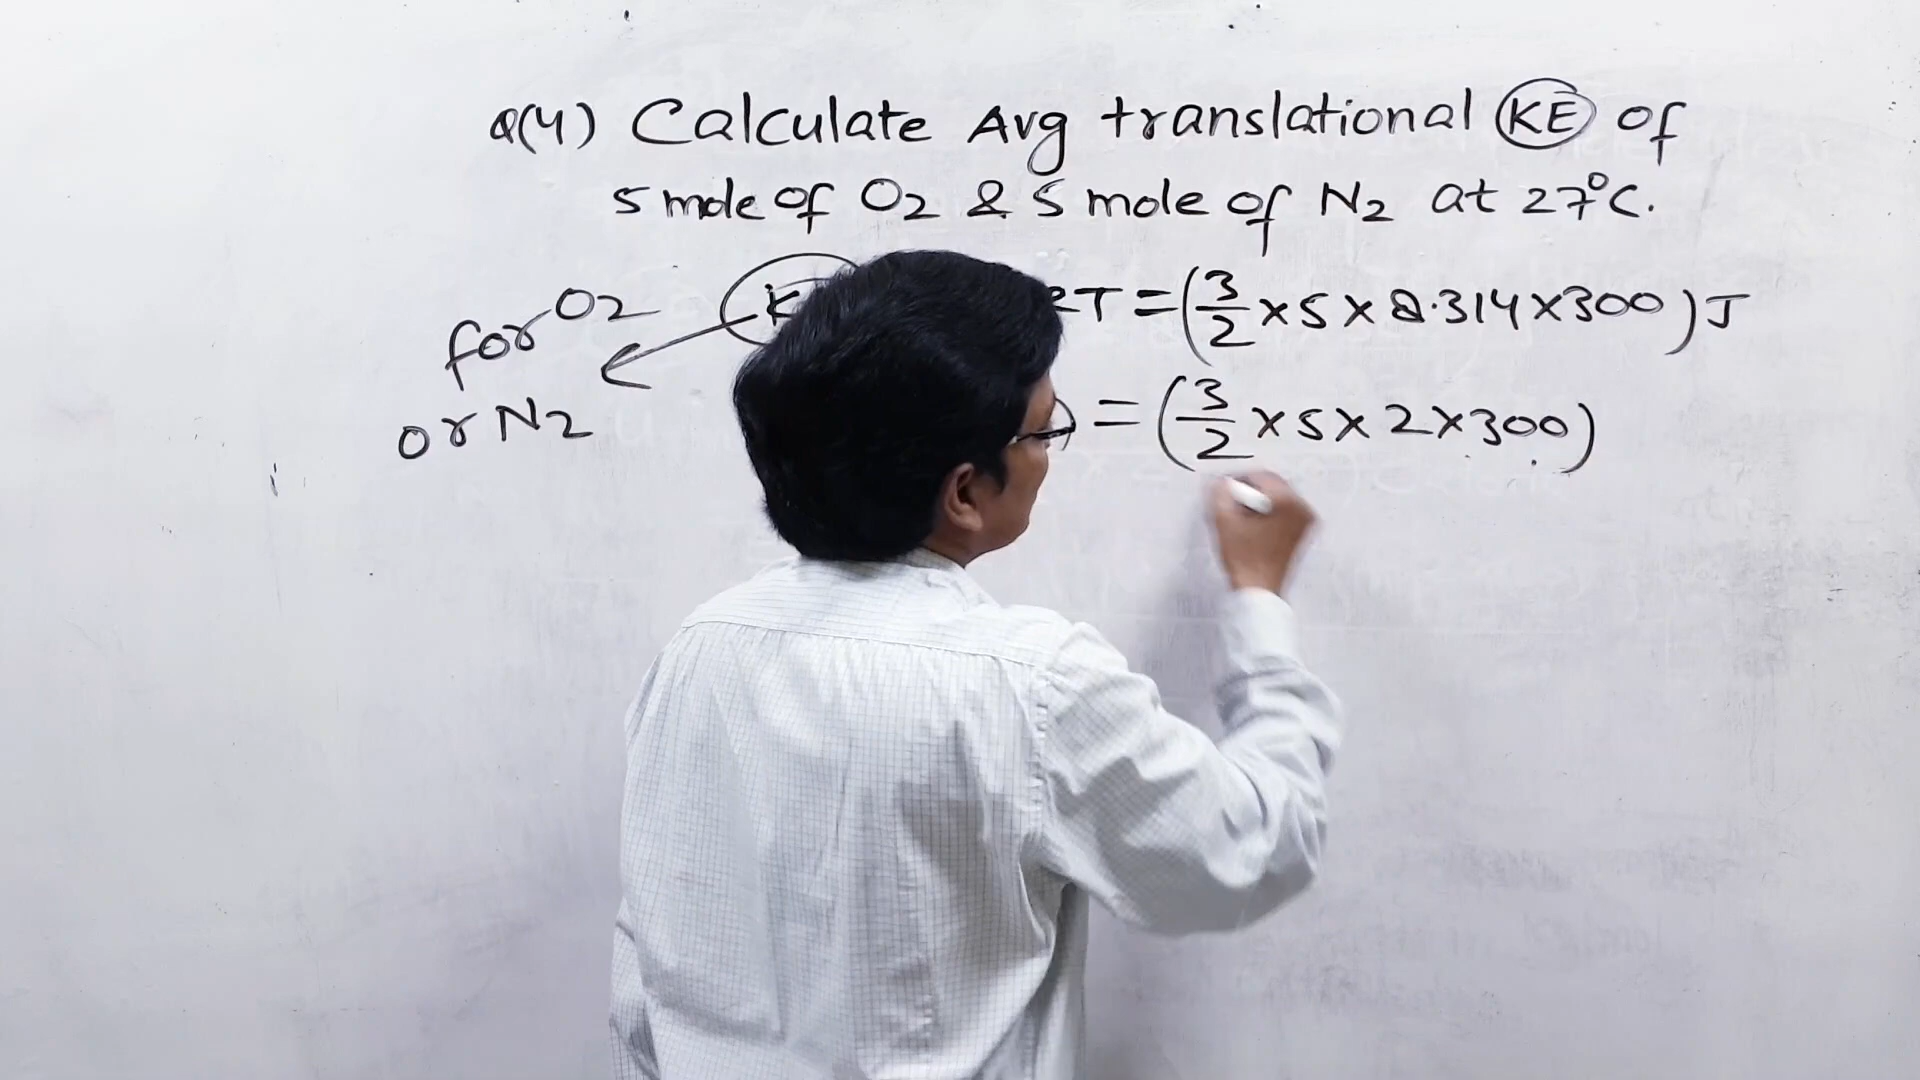 Q(4) Calculate Avg translational KE of
5 mole of O2 & 5 mole of N2 at 27°C.
for O2 RT = (3/2 × 5 × 8.314 × 300) J
or N2 = (3/2 × 5 × 2 × 300)